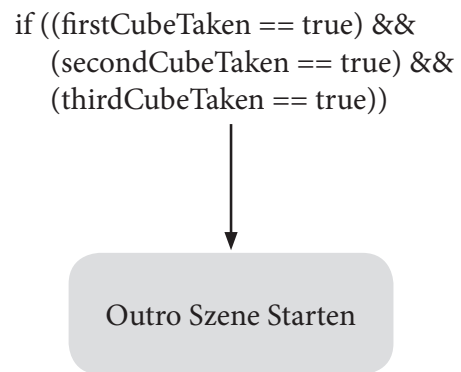 if ((firstCubeTaken == true) &&
(secondCubeTaken == true) &&
(thirdCubeTaken == true))
Outro Szene Starten